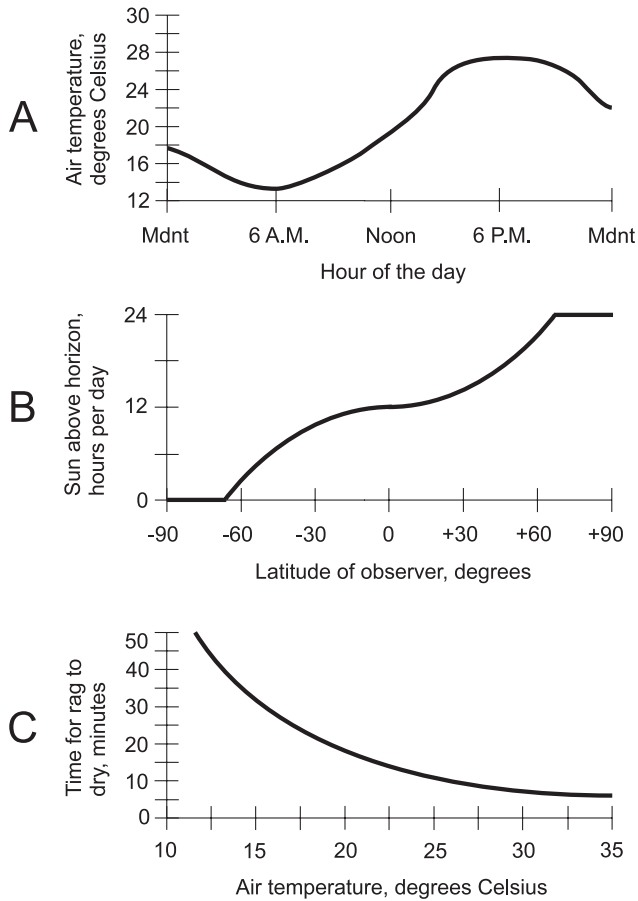 A
Air temperature,
degrees Celsius
30
28
24
20
16
12
Mdnt 6 A.M. Noon 6 P.M. Mdnt
Hour of the day
B
Sun above horizon,
hours per day
24
12
0
-90 -60 -30 0 +30 +60 +90
Latitude of observer, degrees
C
Time for rag to
dry, minutes
50
40
30
20
10
0
10 15 20 25 30 35
Air temperature, degrees Celsius